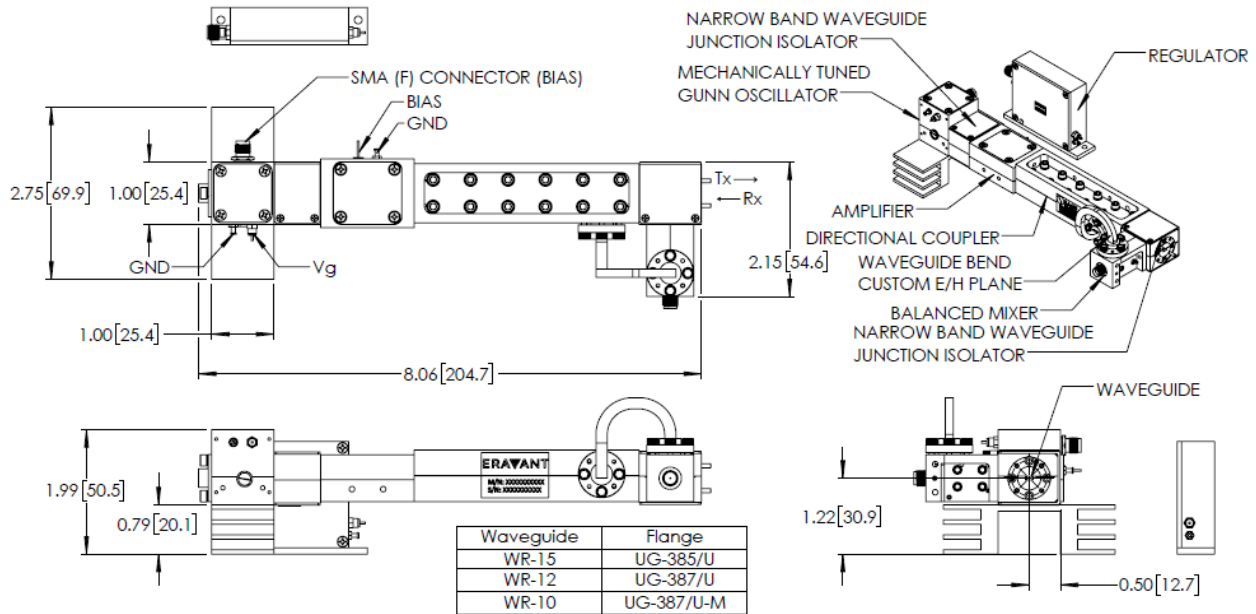 SMA (F) CONNECTOR (BIAS)
BIAS
GND
2.75[69.9]
1.00[25.4]
Tx
Rx
GND
Vg
2.15[54.6]
1.00[25.4]
8.06[204.7]
NARROW BAND WAVEGUIDE
JUNCTION ISOLATOR
MECHANICALLY TUNED
GUNN OSCILLATOR
REGULATOR
AMPLIFIER
DIRECTIONAL COUPLER
WAVEGUIDE BEND
CUSTOM E/H PLANE
BALANCED MIXER
NARROW BAND WAVEGUIDE
JUNCTION ISOLATOR
1.99[50.5]
0.79[20.1]
ERAVANT
M/N: XXXXXXXXXXX
S/N: XXXXXXXXXXX
Waveguide Flange
WR-15 UG-385/U
WR-12 UG-387/U
WR-10 UG-387/U-M
WAVEGUIDE
1.22[30.9]
0.50[12.7]